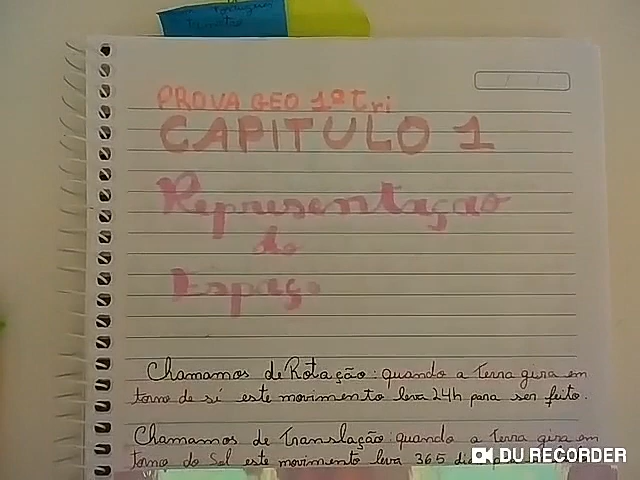 Português
PROVA GEO 1º Tri
CAPITULO 1
Representação
do
Espaço
Chamamos de Rotação: quando a Terra gira em
torno de si este movimento leva 24h para ser feito.
Chamamos de Translação: quando a Terra gira em
torno do Sol este movimento leva 365 dias
DU RECORDER